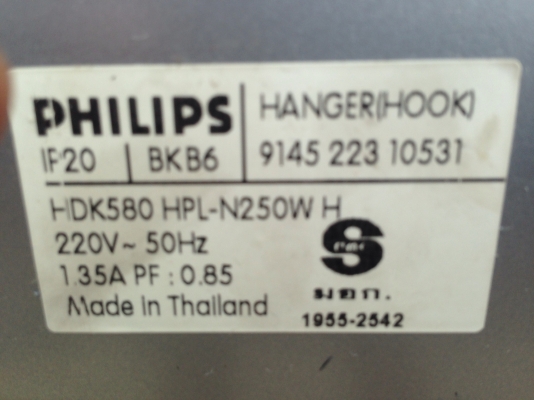 PHILIPS
IP20 BKB6
HANGER(HOOK)
9145 223 10531
HDK580 HPL-N250W H
220V~ 50Hz
1.35A PF : 0.85
Made In Thailand
มอก.
1955-2542